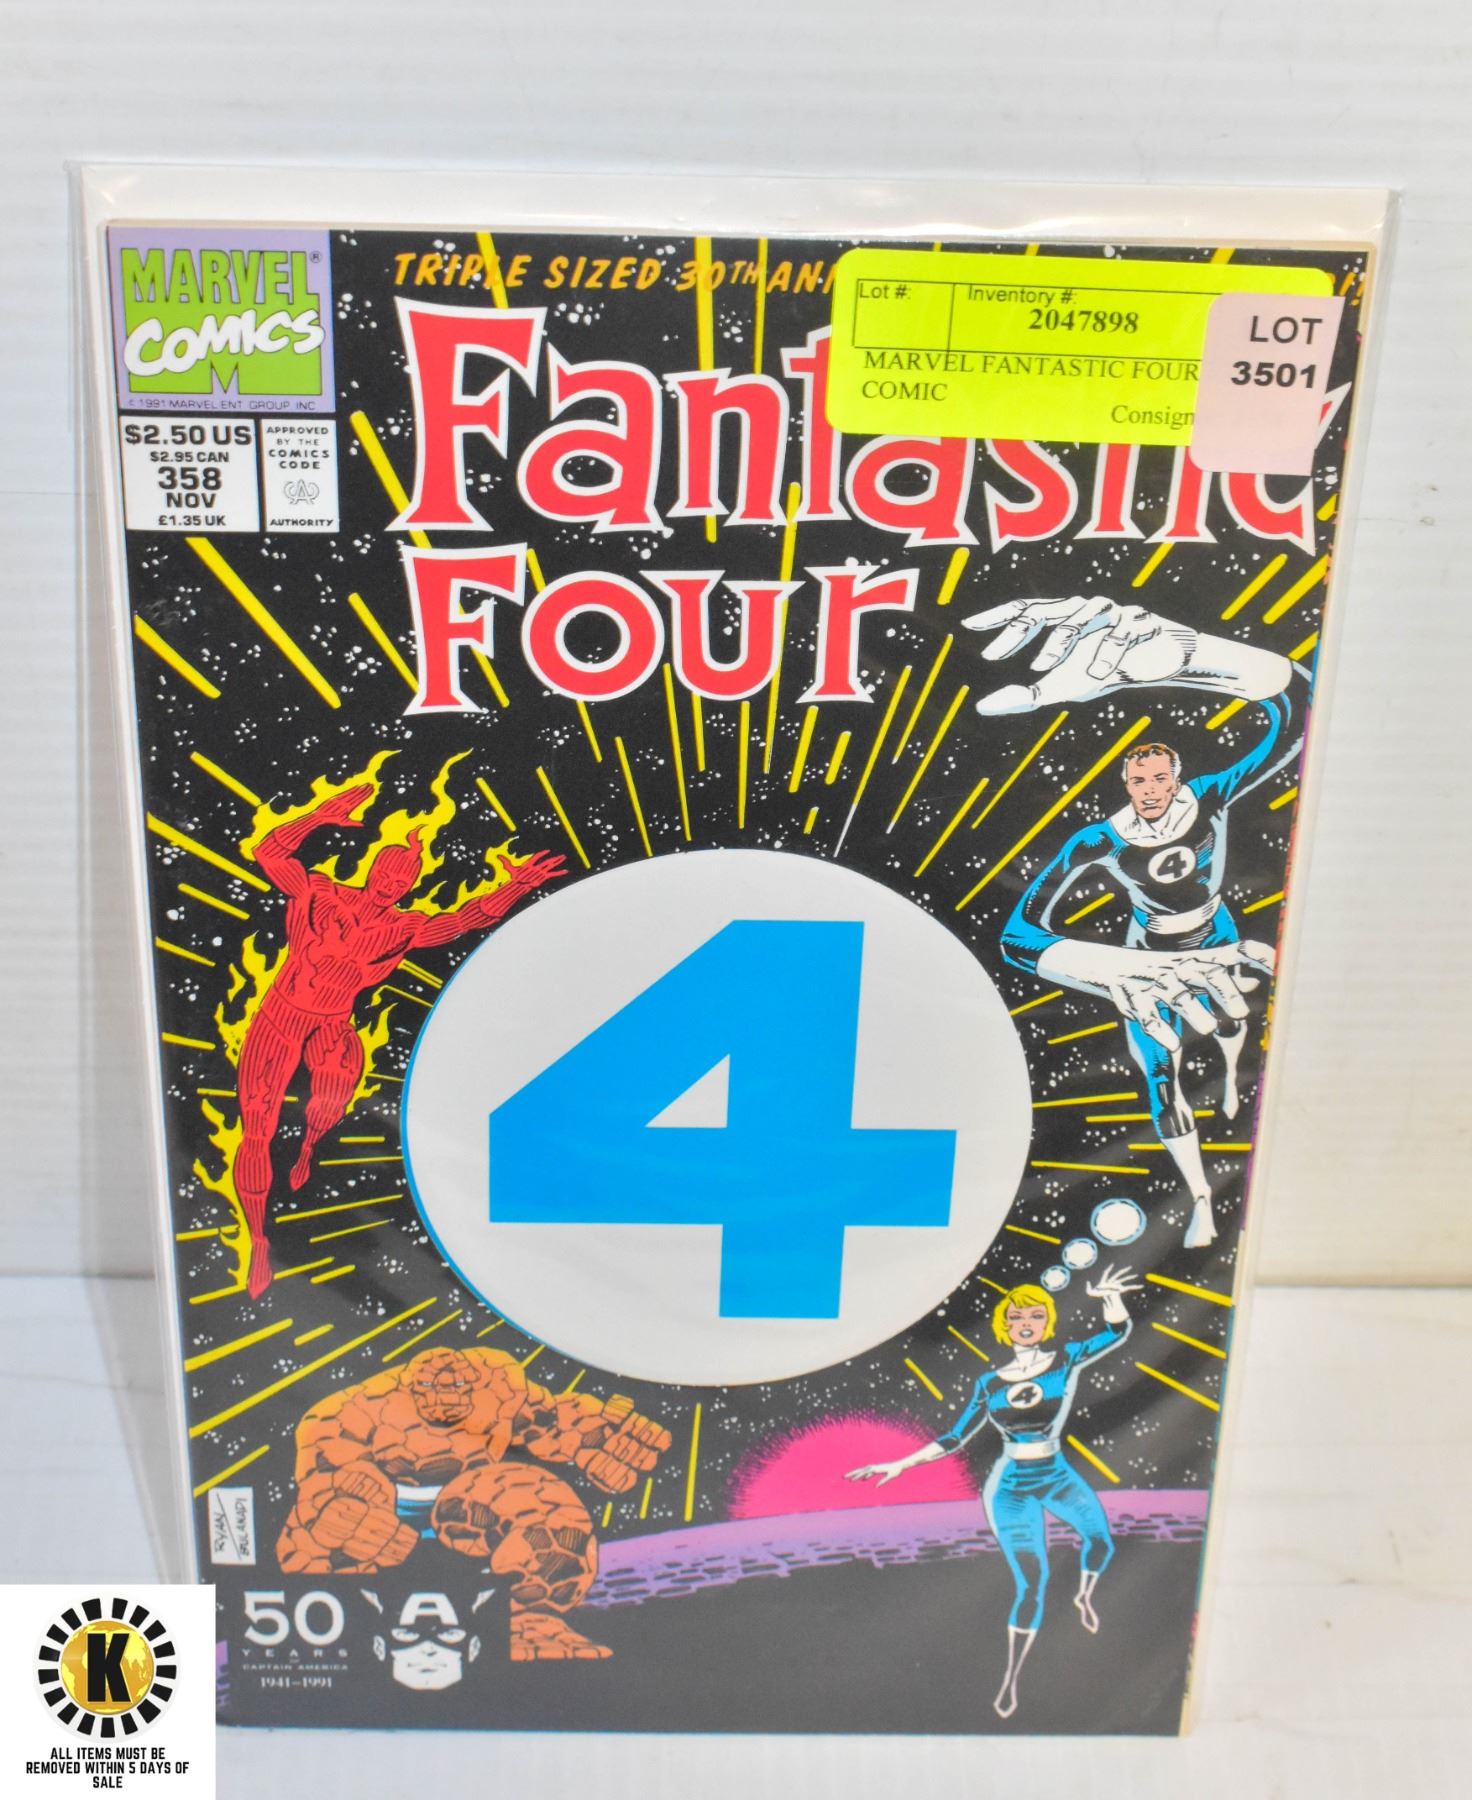 TRIPLE SIZED 30TH
MARVEL®
COMICS
M
© 1991 MARVEL ENT. GROUP, INC.
$2.50 US
$2.95 CAN
358
NOV
£1.35 UK
APPROVED
BY THE
COMICS
CODE
A
AUTHORITY
Fantastic
Four
Lot #:
Inventory #:
2047898
MARVEL FANTASTIC FOUR
COMIC
LOT
3501
4
4
4
RYAN
BULANADI
50
YEARS
OF
CAPTAIN AMERICA
1941–1991
A
K
ALL ITEMS MUST BE
REMOVED WITHIN 5 DAYS OF
SALE